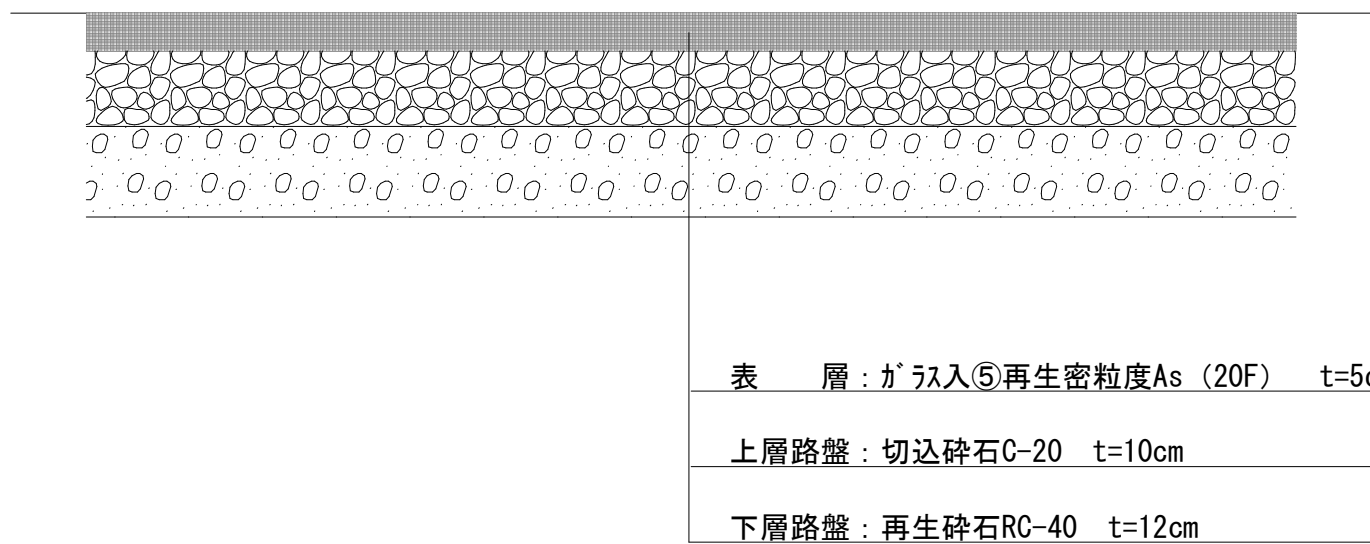 表　　層：ｶﾞﾗｽ入⑤再生密粒度As（20F）　t=5c
上層路盤：切込砕石C-20　t=10cm
下層路盤：再生砕石RC-40　t=12cm